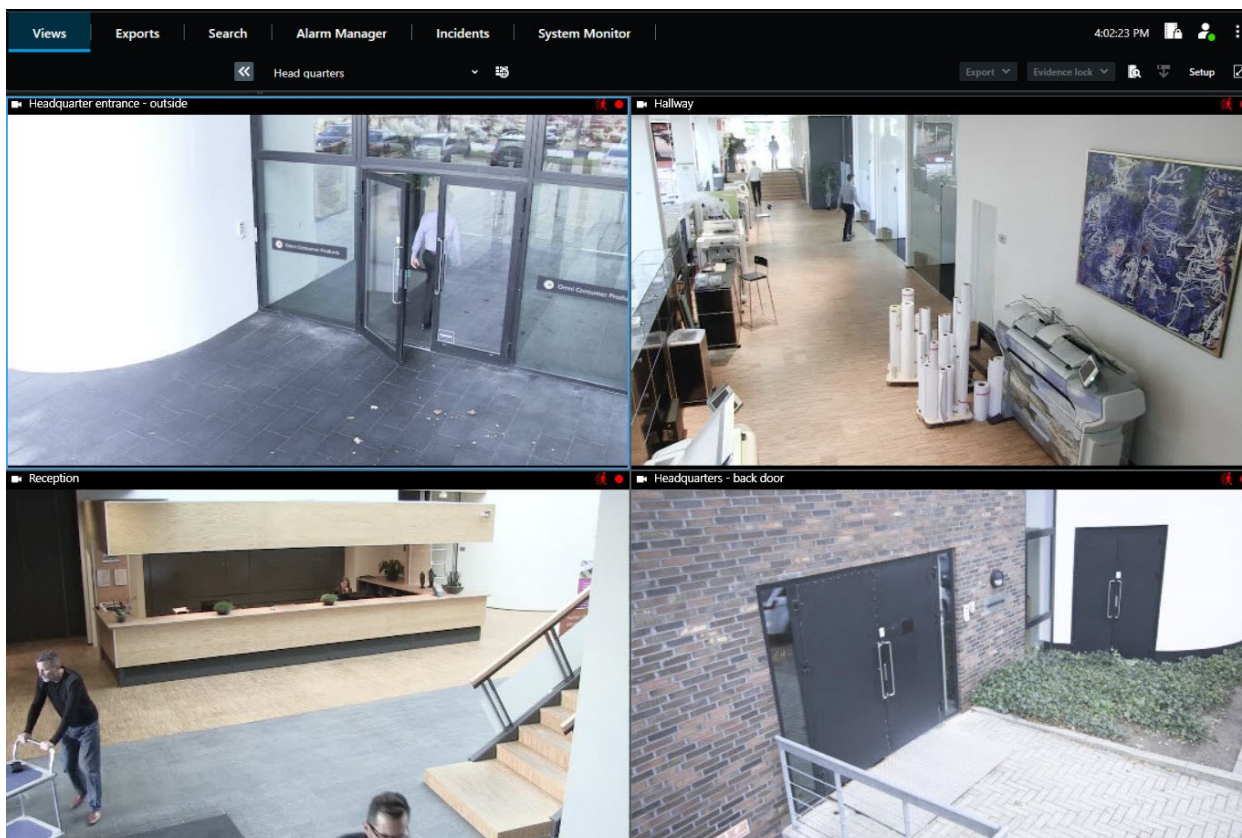 Views Exports Search Alarm Manager Incidents System Monitor 4:02:23 PM
Head quarters Export Evidence lock Setup
Headquarter entrance - outside
Hallway
Omni Consumer Products
Omni Consumer Produ
Reception
Headquarters - back door